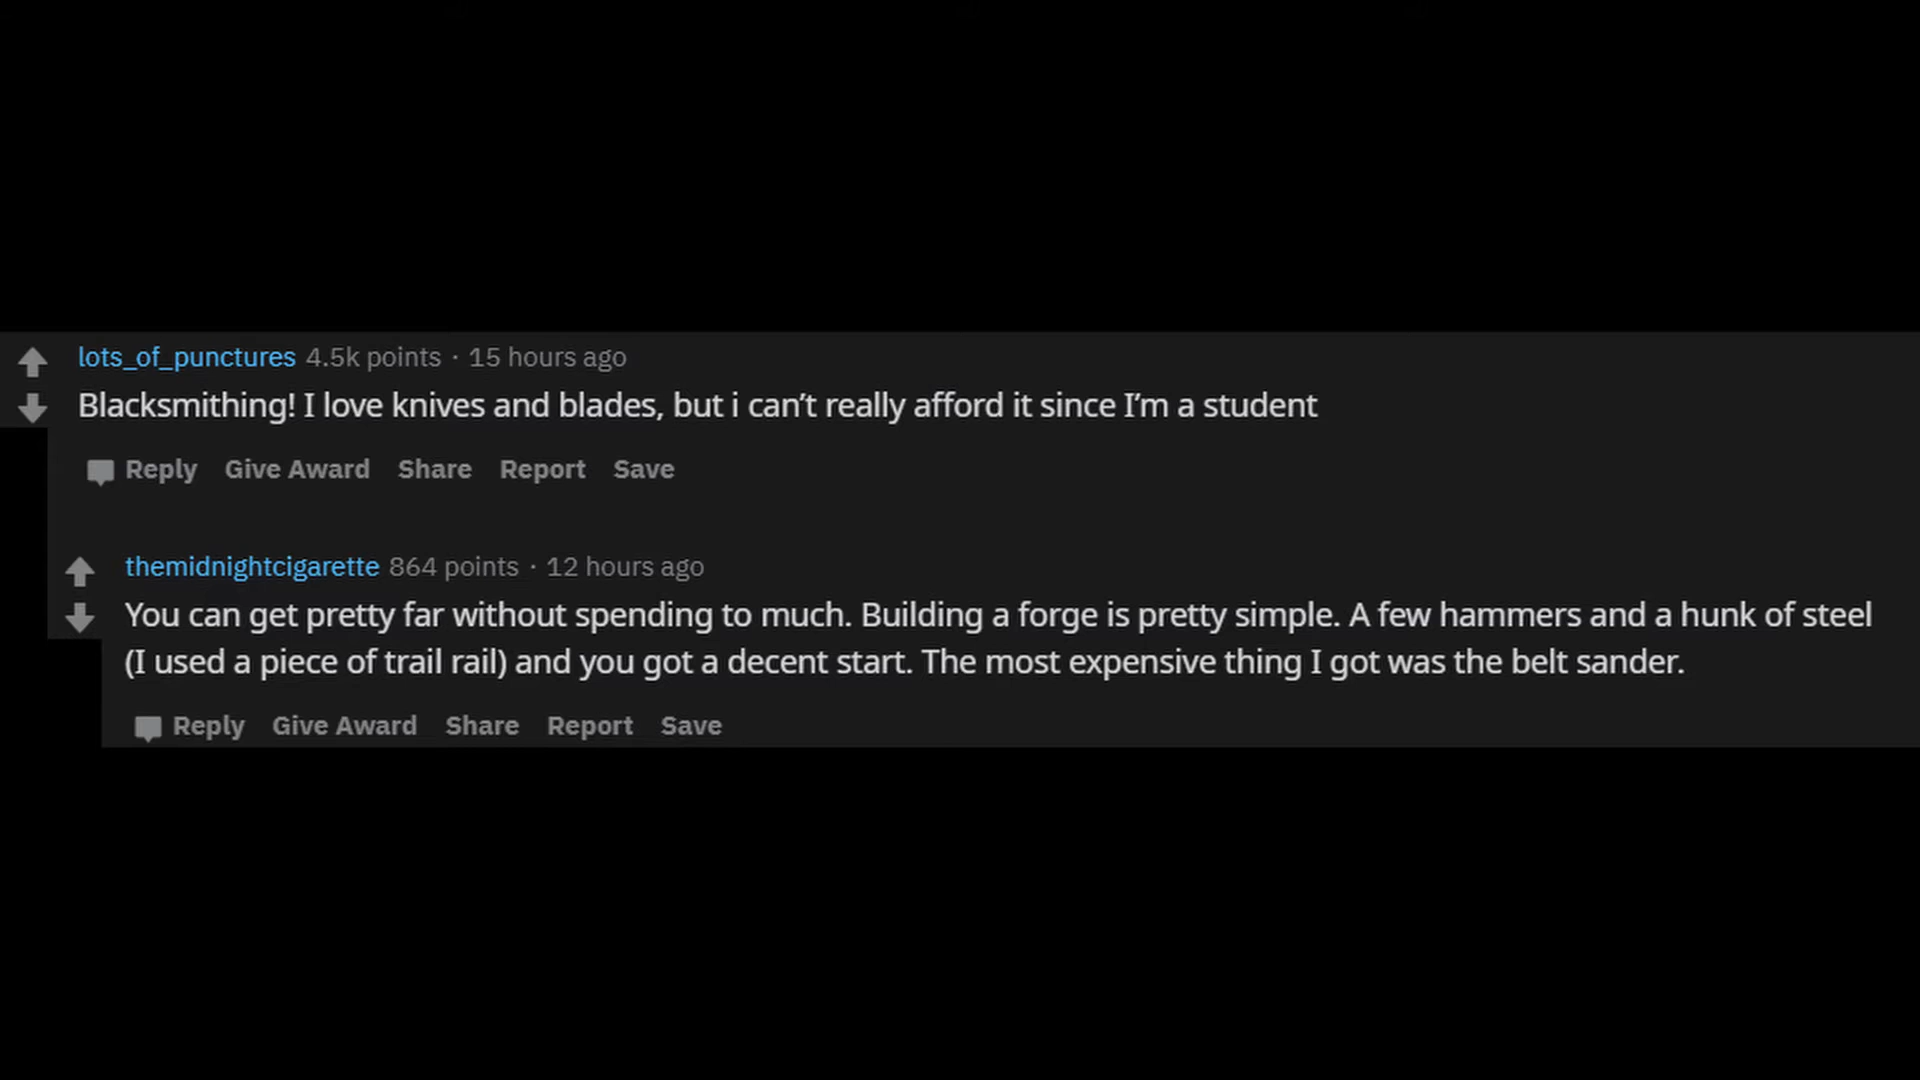 lots_of_punctures 4.5k points · 15 hours ago
Blacksmithing! I love knives and blades, but i can’t really afford it since I’m a student
Reply Give Award Share Report Save
themidnightcigarette 864 points · 12 hours ago
You can get pretty far without spending to much. Building a forge is pretty simple. A few hammers and a hunk of steel
(I used a piece of trail rail) and you got a decent start. The most expensive thing I got was the belt sander.
Reply Give Award Share Report Save